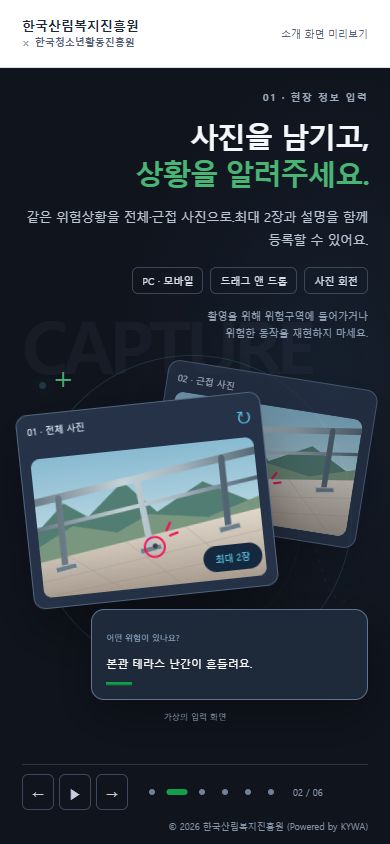 한국산림복지진흥원
× 한국청소년활동진흥원
소개 화면 미리보기
01 · 현장 정보 입력
사진을 남기고,
상황을 알려주세요.
같은 위험상황을 전체·근접 사진으로.최대 2장과 설명을 함께
등록할 수 있어요.
PC · 모바일
드래그 앤 드롭
사진 회전
촬영을 위해 위험구역에 들어가거나
위험한 동작을 재현하지 마세요.
CAPTURE
02 · 근접 사진
01 · 전체 사진
↻
최대 2장
어떤 위험이 있나요?
본관 테라스 난간이 흔들려요.
가상의 입력 화면
← ▶ → 02 / 06
© 2026 한국산림복지진흥원 (Powered by KYWA)